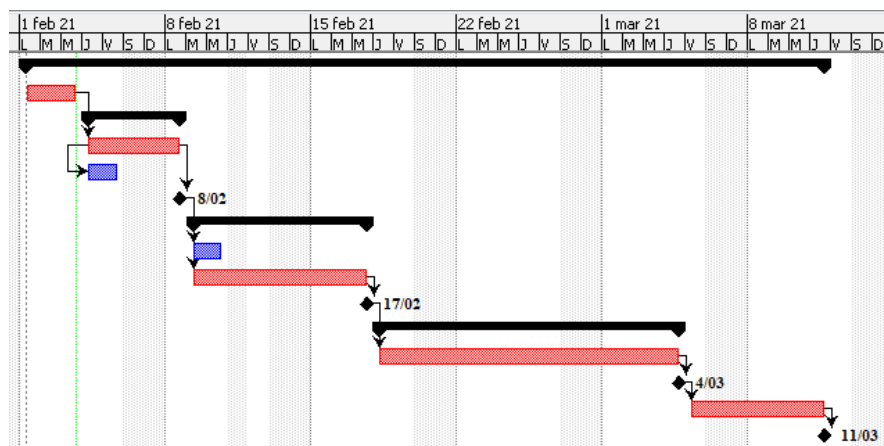 1 feb 21 8 feb 21 15 feb 21 22 feb 21 1 mar 21 8 mar 21
L M M J V S D L M M J V S D L M M J V S D L M M J V S D L M M J V S D L M M J V S D
8/02
17/02
4/03
11/03